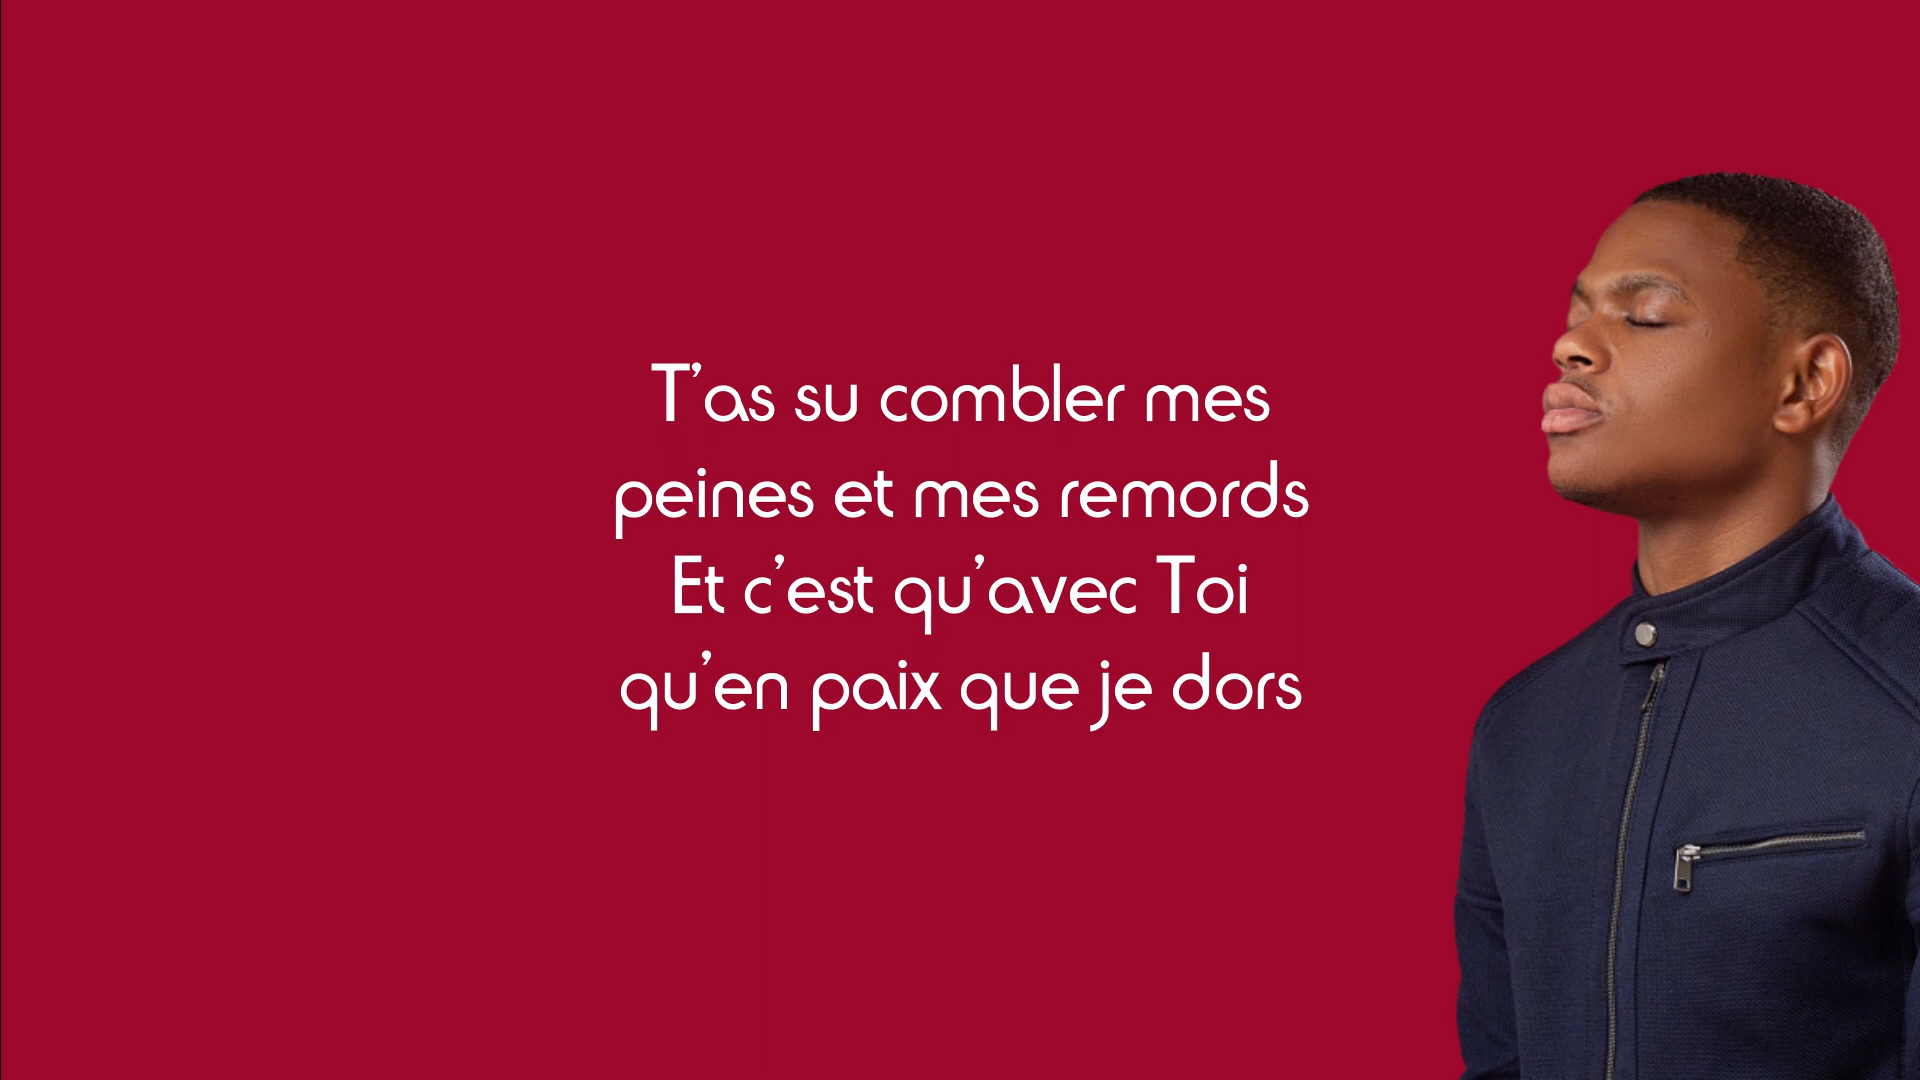 T’as su combler mes
peines et mes remords
Et c’est qu’avec Toi
qu’en paix que je dors